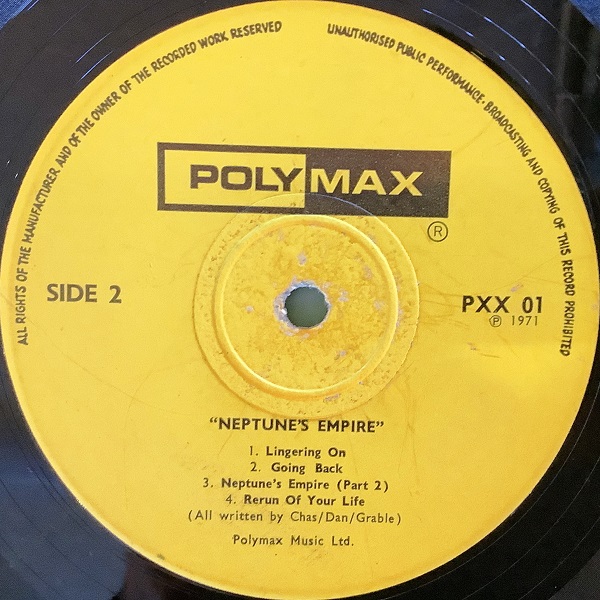 ALL RIGHTS OF THE MANUFACTURER AND OF THE OWNER OF THE RECORDED WORK RESERVED
UNAUTHORISED PUBLIC PERFORMANCE · BROADCASTING AND COPYING OF THIS RECORD PROHIBITED
POLYMAX
®
SIDE 2
PXX 01
℗ 1971
“NEPTUNE'S EMPIRE”
1. Lingering On
2. Going Back
3. Neptune's Empire (Part 2)
4. Rerun Of Your Life
(All written by Chas/Dan/Grable)
Polymax Music Ltd.